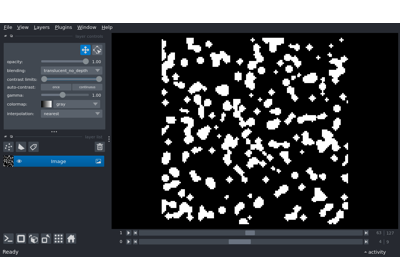 File View Layers Plugins Window Help
opacity: 1.00
blending: translucent_no_depth
contrast limits:
auto-contrast: once continuous
gamma: 1.00
colormap: gray
interpolation: nearest
Image
1
0
Ready
activity